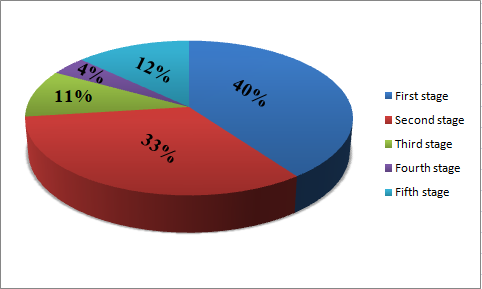 12%
40%
4%
11%
33%
First stage
Second stage
Third stage
Fourth stage
Fifth stage